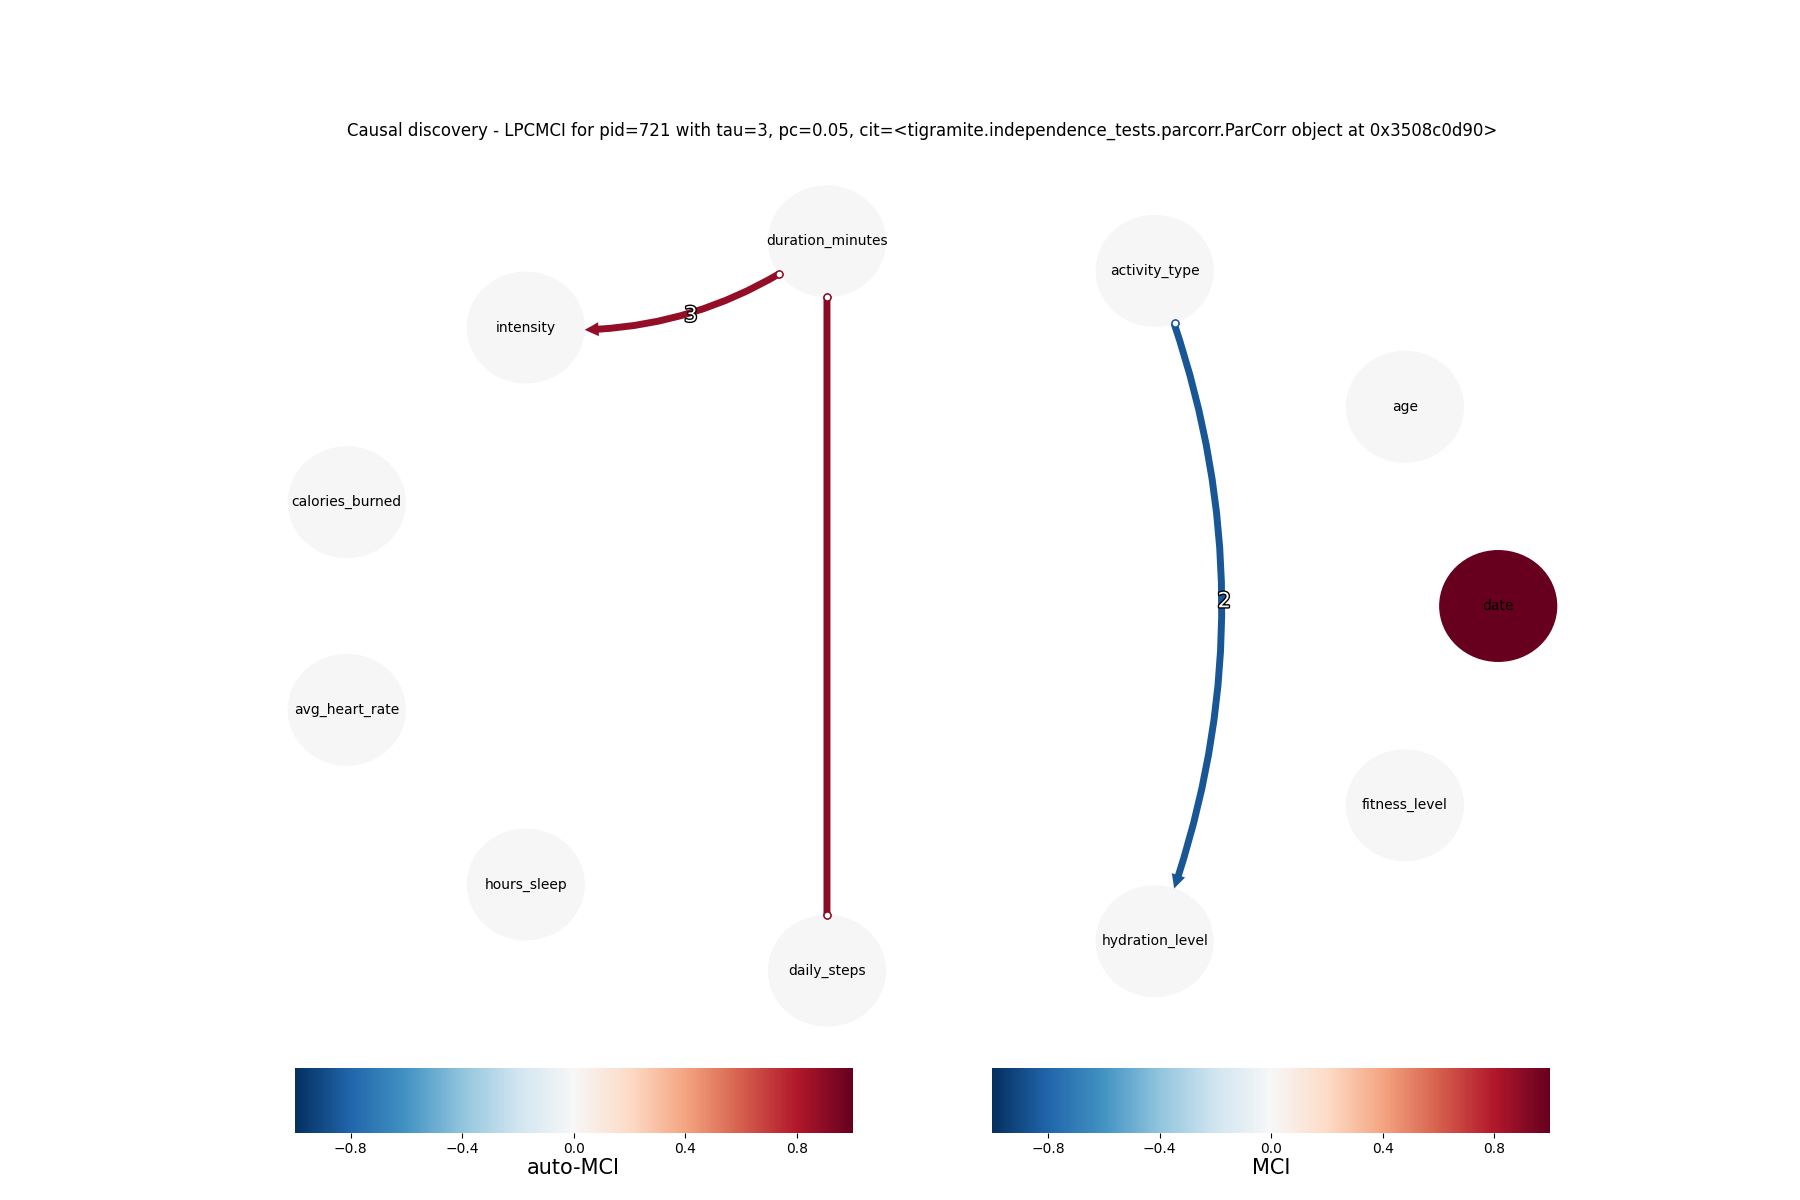 Causal discovery - LPCMCI for pid=721 with tau=3, pc=0.05, cit=<tigramite.independence_tests.parcorr.ParCorr object at 0x3508c0d90>
duration_minutes
activity_type
intensity
3
age
calories_burned
date
2
avg_heart_rate
fitness_level
hours_sleep
hydration_level
daily_steps
−0.8 −0.4 0.0 0.4 0.8
auto-MCI
−0.8 −0.4 0.0 0.4 0.8
MCI